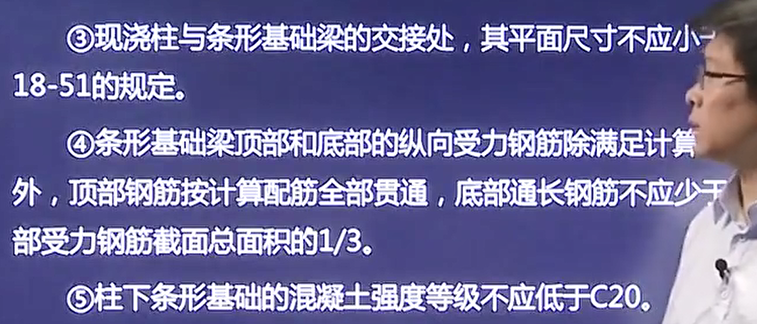 ③现浇柱与条形基础梁的交接处，其平面尺寸不应小于
18-51的规定。
④条形基础梁顶部和底部的纵向受力钢筋除满足计算
外，顶部钢筋按计算配筋全部贯通，底部通长钢筋不应少于
部受力钢筋截面总面积的1/3。
⑤柱下条形基础的混凝土强度等级不应低于C20。